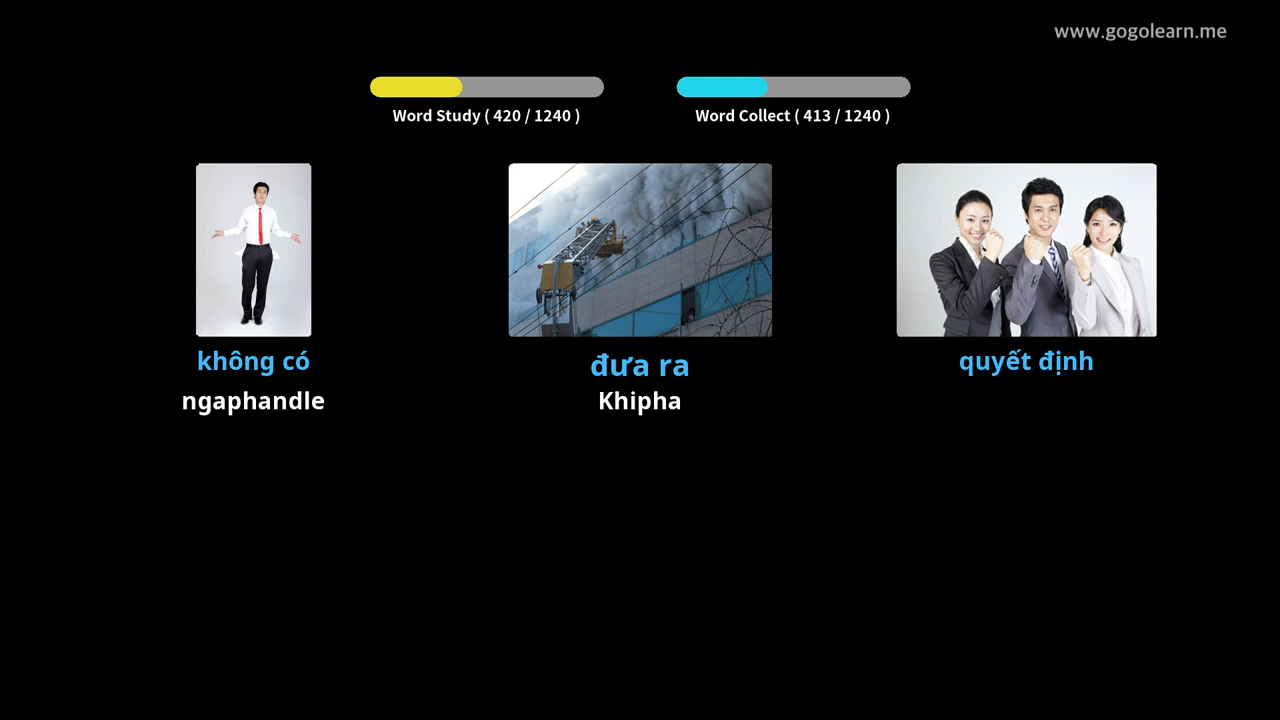 www.gogolearn.me
Word Study ( 420 / 1240 )
Word Collect ( 413 / 1240 )
không có
đưa ra
quyết định
ngaphandle
Khipha